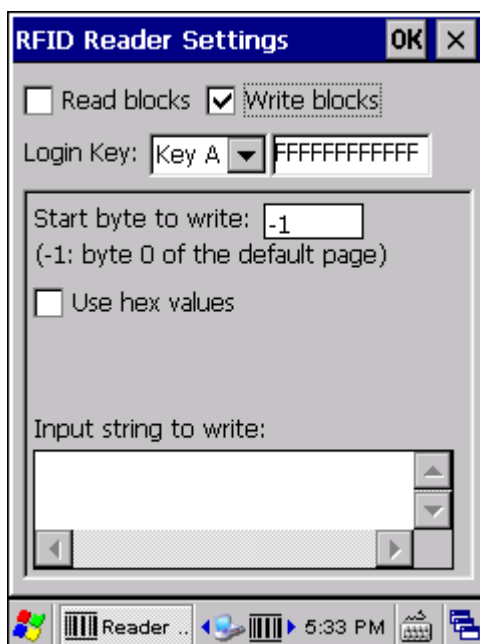 RFID Reader Settings OK ×
Read blocks Write blocks
Login Key: Key A FFFFFFFFFFFF
Start byte to write: -1
(-1: byte 0 of the default page)
Use hex values
Input string to write:
Reader .. 5:33 PM